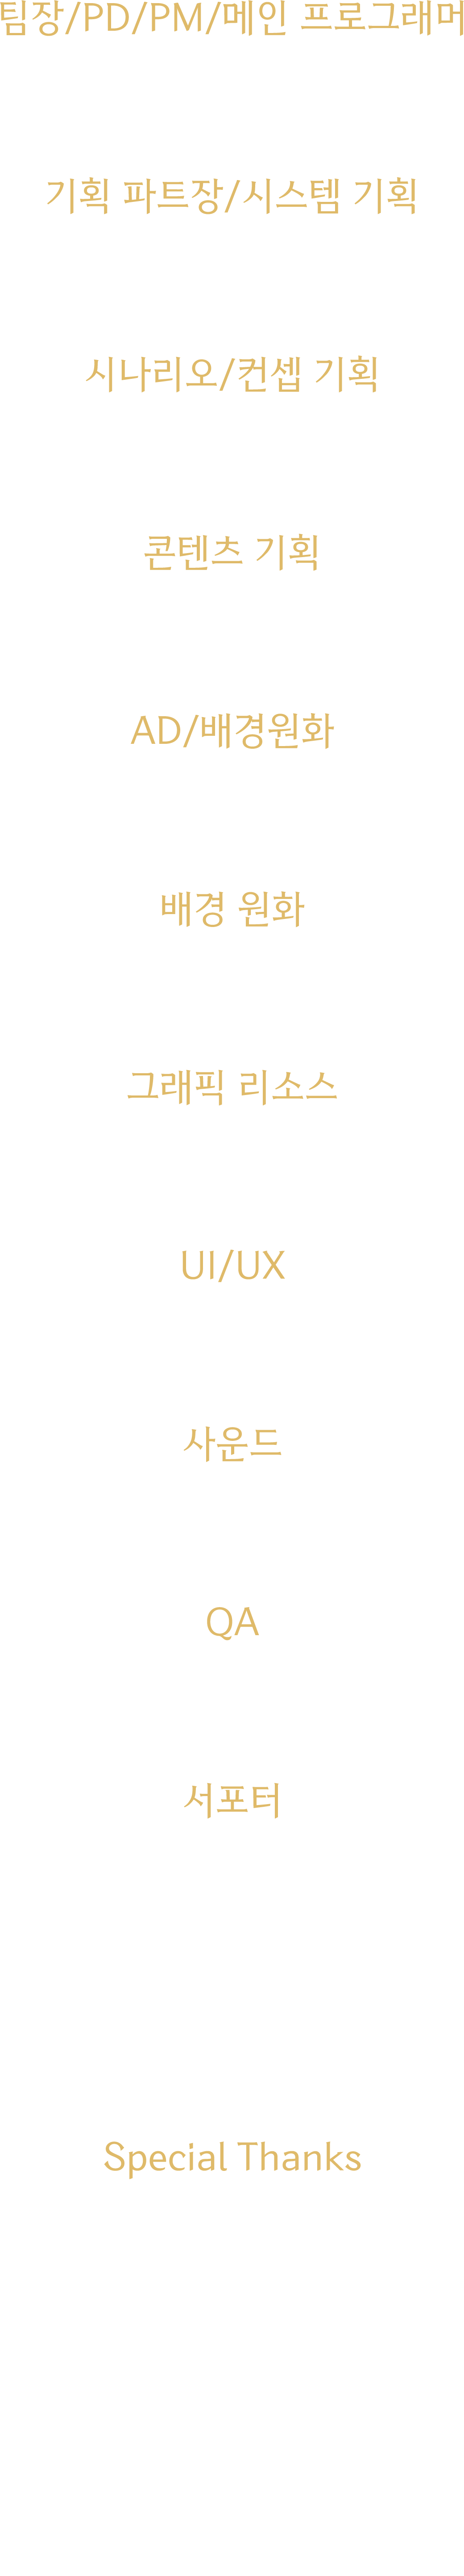 팀장/PD/PM/메인 프로그래머
기획 파트장/시스템 기획
시나리오/컨셉 기획
콘텐츠 기획
AD/배경원화
배경 원화
그래픽 리소스
UI/UX
사운드
QA
서포터
Special Thanks